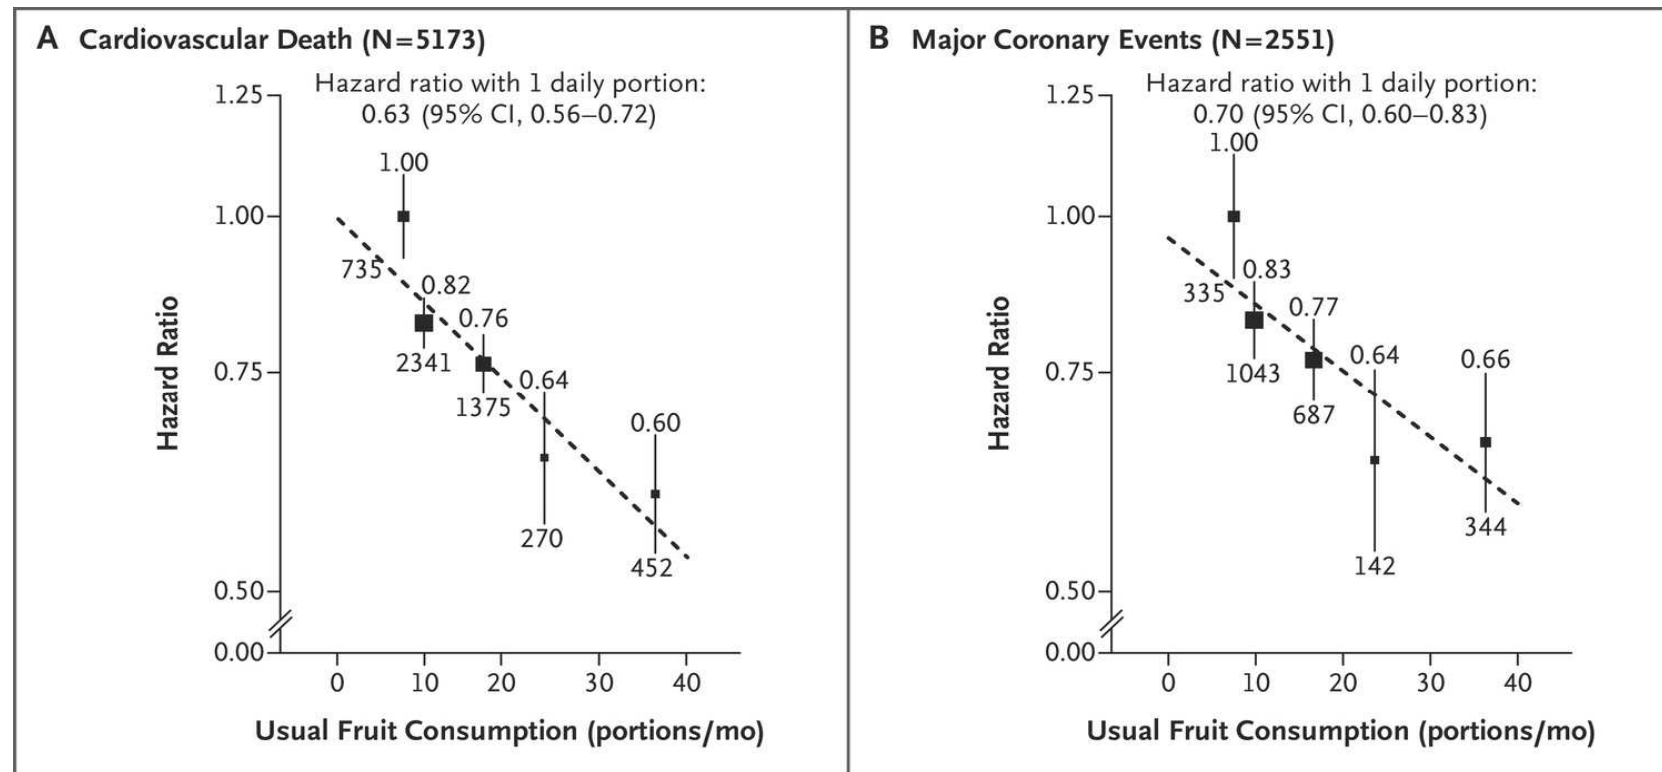 A Cardiovascular Death (N=5173)
Hazard ratio with 1 daily portion:
0.63 (95% CI, 0.56–0.72)
1.25
1.00
0.75
0.50
0.00
Hazard Ratio
1.00
735
0.82
2341
0.76
1375
0.64
270
0.60
452
0 10 20 30 40
Usual Fruit Consumption (portions/mo)
B Major Coronary Events (N=2551)
Hazard ratio with 1 daily portion:
0.70 (95% CI, 0.60–0.83)
1.25
1.00
0.75
0.50
0.00
Hazard Ratio
1.00
335
0.83
1043
0.77
687
0.64
142
0.66
344
0 10 20 30 40
Usual Fruit Consumption (portions/mo)